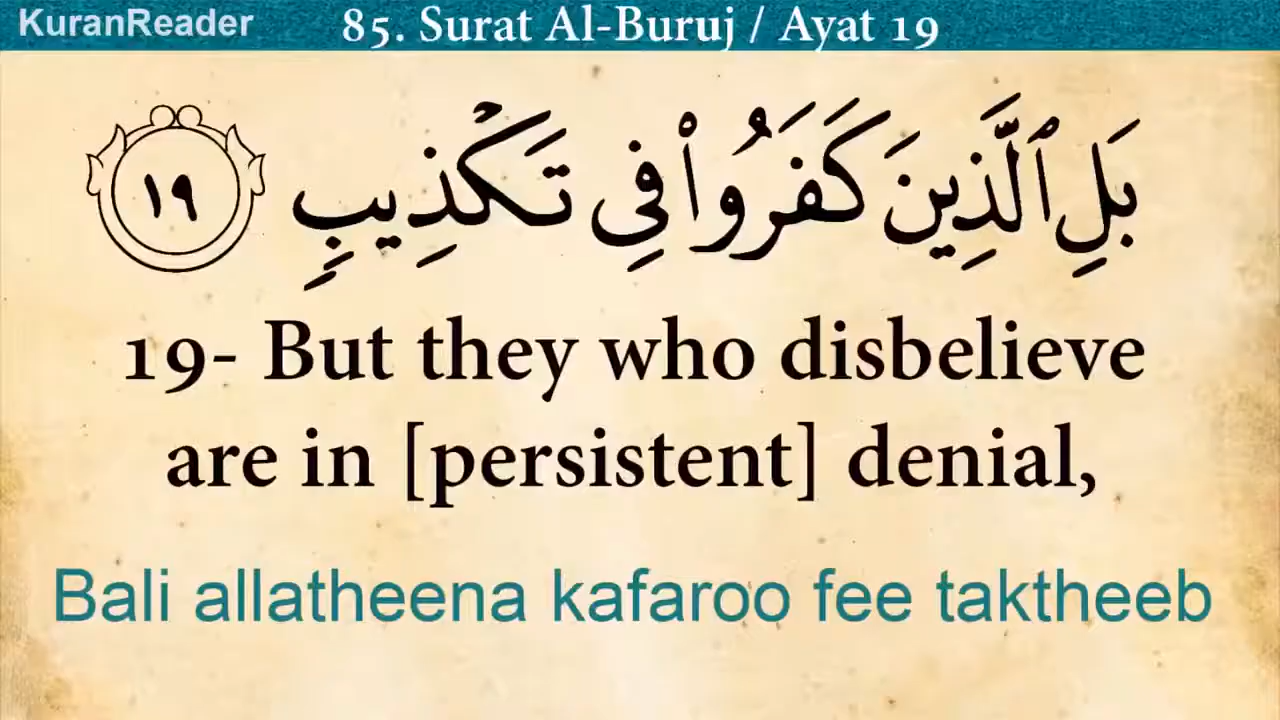 KuranReader
85. Surat Al-Buruj / Ayat 19
بَلِ ٱلَّذِينَ كَفَرُوا۟ فِى تَكْذِيبٍ ١٩
19- But they who disbelieve
are in [persistent] denial,
Bali allatheena kafaroo fee taktheeb